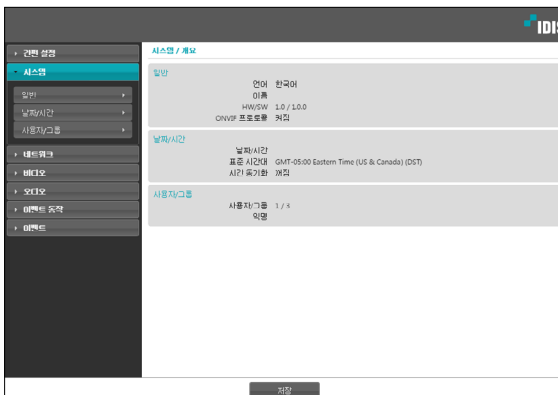 IDIS
간편 설정
시스템
일반
날짜/시간
사용자/그룹
네트워크
비디오
오디오
이벤트 동작
이벤트
시스템 / 개요
일반
언어 한국어
이름
HW/SW 1.0 / 1.0.0
ONVIF 프로토콜 켜짐
날짜/시간
날짜/시간
표준 시간대 GMT-05:00 Eastern Time (US & Canada) (DST)
시간 동기화 꺼짐
사용자/그룹
사용자/그룹 1 /
익명
저장